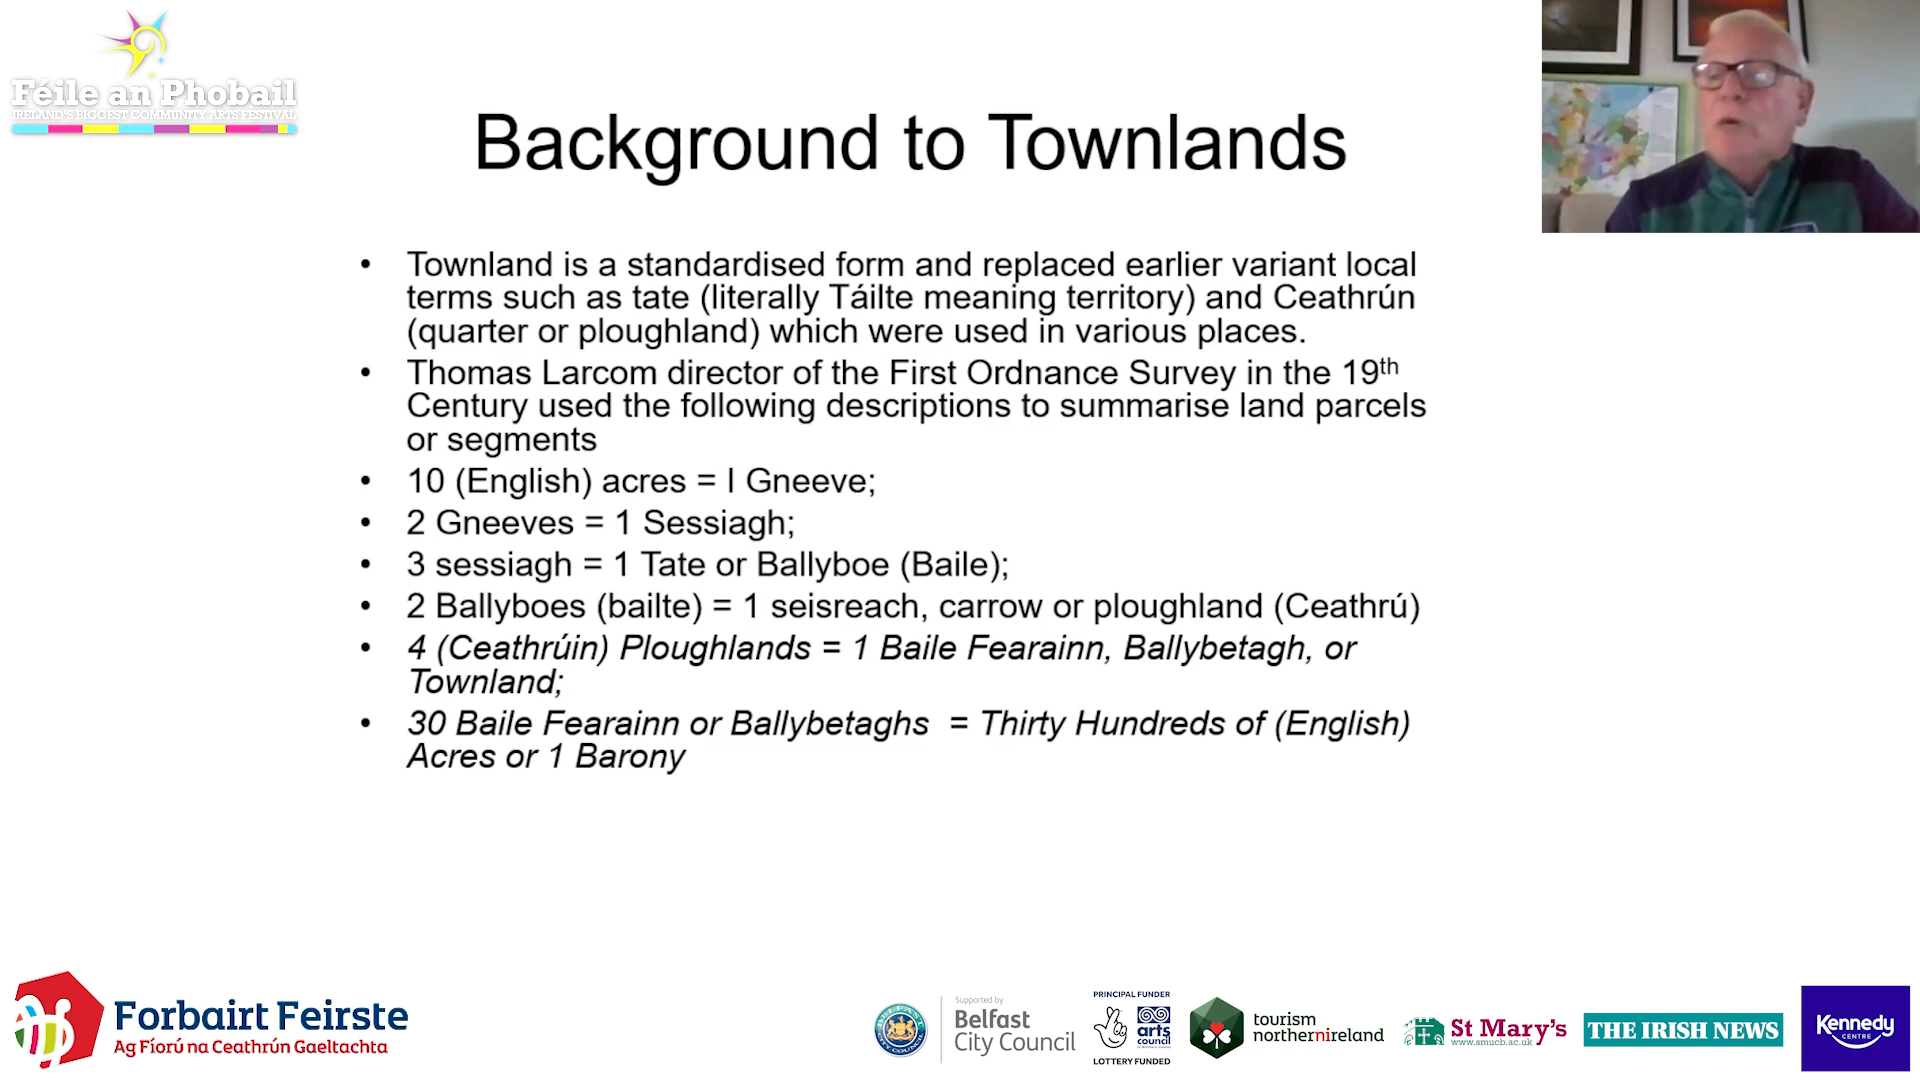 Féile an Phobail
IRELAND'S BIGGEST COMMUNITY ARTS FESTIVAL
Background to Townlands
• Townland is a standardised form and replaced earlier variant local
terms such as tate (literally Táilte meaning territory) and Ceathrún
(quarter or ploughland) which were used in various places.
• Thomas Larcom director of the First Ordnance Survey in the 19th
Century used the following descriptions to summarise land parcels
or segments
• 10 (English) acres = I Gneeve;
• 2 Gneeves = 1 Sessiagh;
• 3 sessiagh = 1 Tate or Ballyboe (Baile);
• 2 Ballyboes (bailte) = 1 seisreach, carrow or ploughland (Ceathrú)
• 4 (Ceathrúin) Ploughlands = 1 Baile Fearainn, Ballybetagh, or
Townland;
• 30 Baile Fearainn or Ballybetaghs = Thirty Hundreds of (English)
Acres or 1 Barony
Forbairt Feirste
Ag Fíorú na Ceathrún Gaeltachta
BELFAST CITY COUNCIL
Supported by
Belfast
City Council
PRINCIPAL FUNDER
arts
council
LOTTERY FUNDED
tourism
northernireland
St Mary's
www.smucb.ac.uk
THE IRISH NEWS
Kennedy
CENTRE